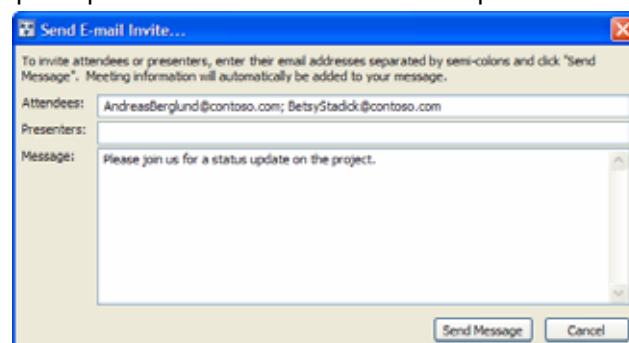 Send E-mail Invite...
To invite attendees or presenters, enter their email addresses separated by semi-colons and click "Send
Message". Meeting information will automatically be added to your message.
Attendees: AndreasBerglund@contoso.com; BetsyStadick@contoso.com
Presenters:
Message: Please join us for a status update on the project.
Send Message Cancel